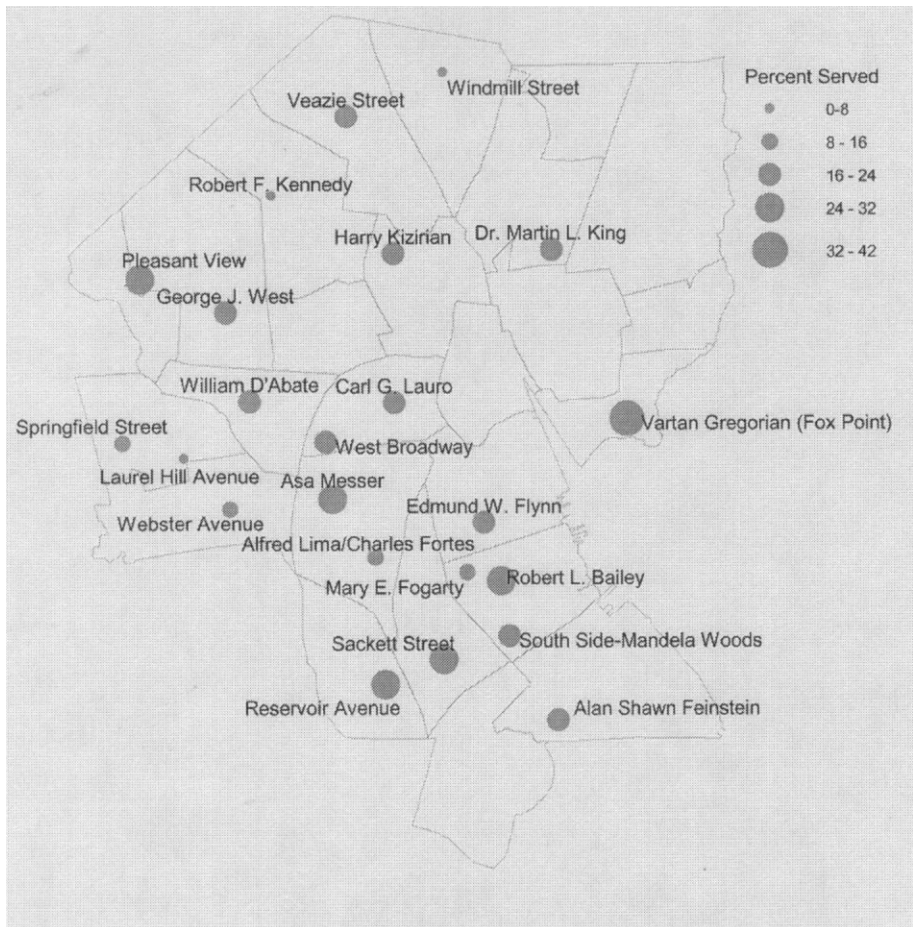 Percent Served
0-8
8 - 16
16 - 24
24 - 32
32 - 42
Windmill Street
Veazie Street
Robert F. Kennedy
Harry Kizirian
Dr. Martin L. King
Pleasant View
George J. West
William D'Abate
Carl G. Lauro
Vartan Gregorian (Fox Point)
Springfield Street
West Broadway
Laurel Hill Avenue
Asa Messer
Edmund W. Flynn
Webster Avenue
Alfred Lima/Charles Fortes
Mary E. Fogarty
Robert L. Bailey
Sackett Street
South Side-Mandela Woods
Reservoir Avenue
Alan Shawn Feinstein